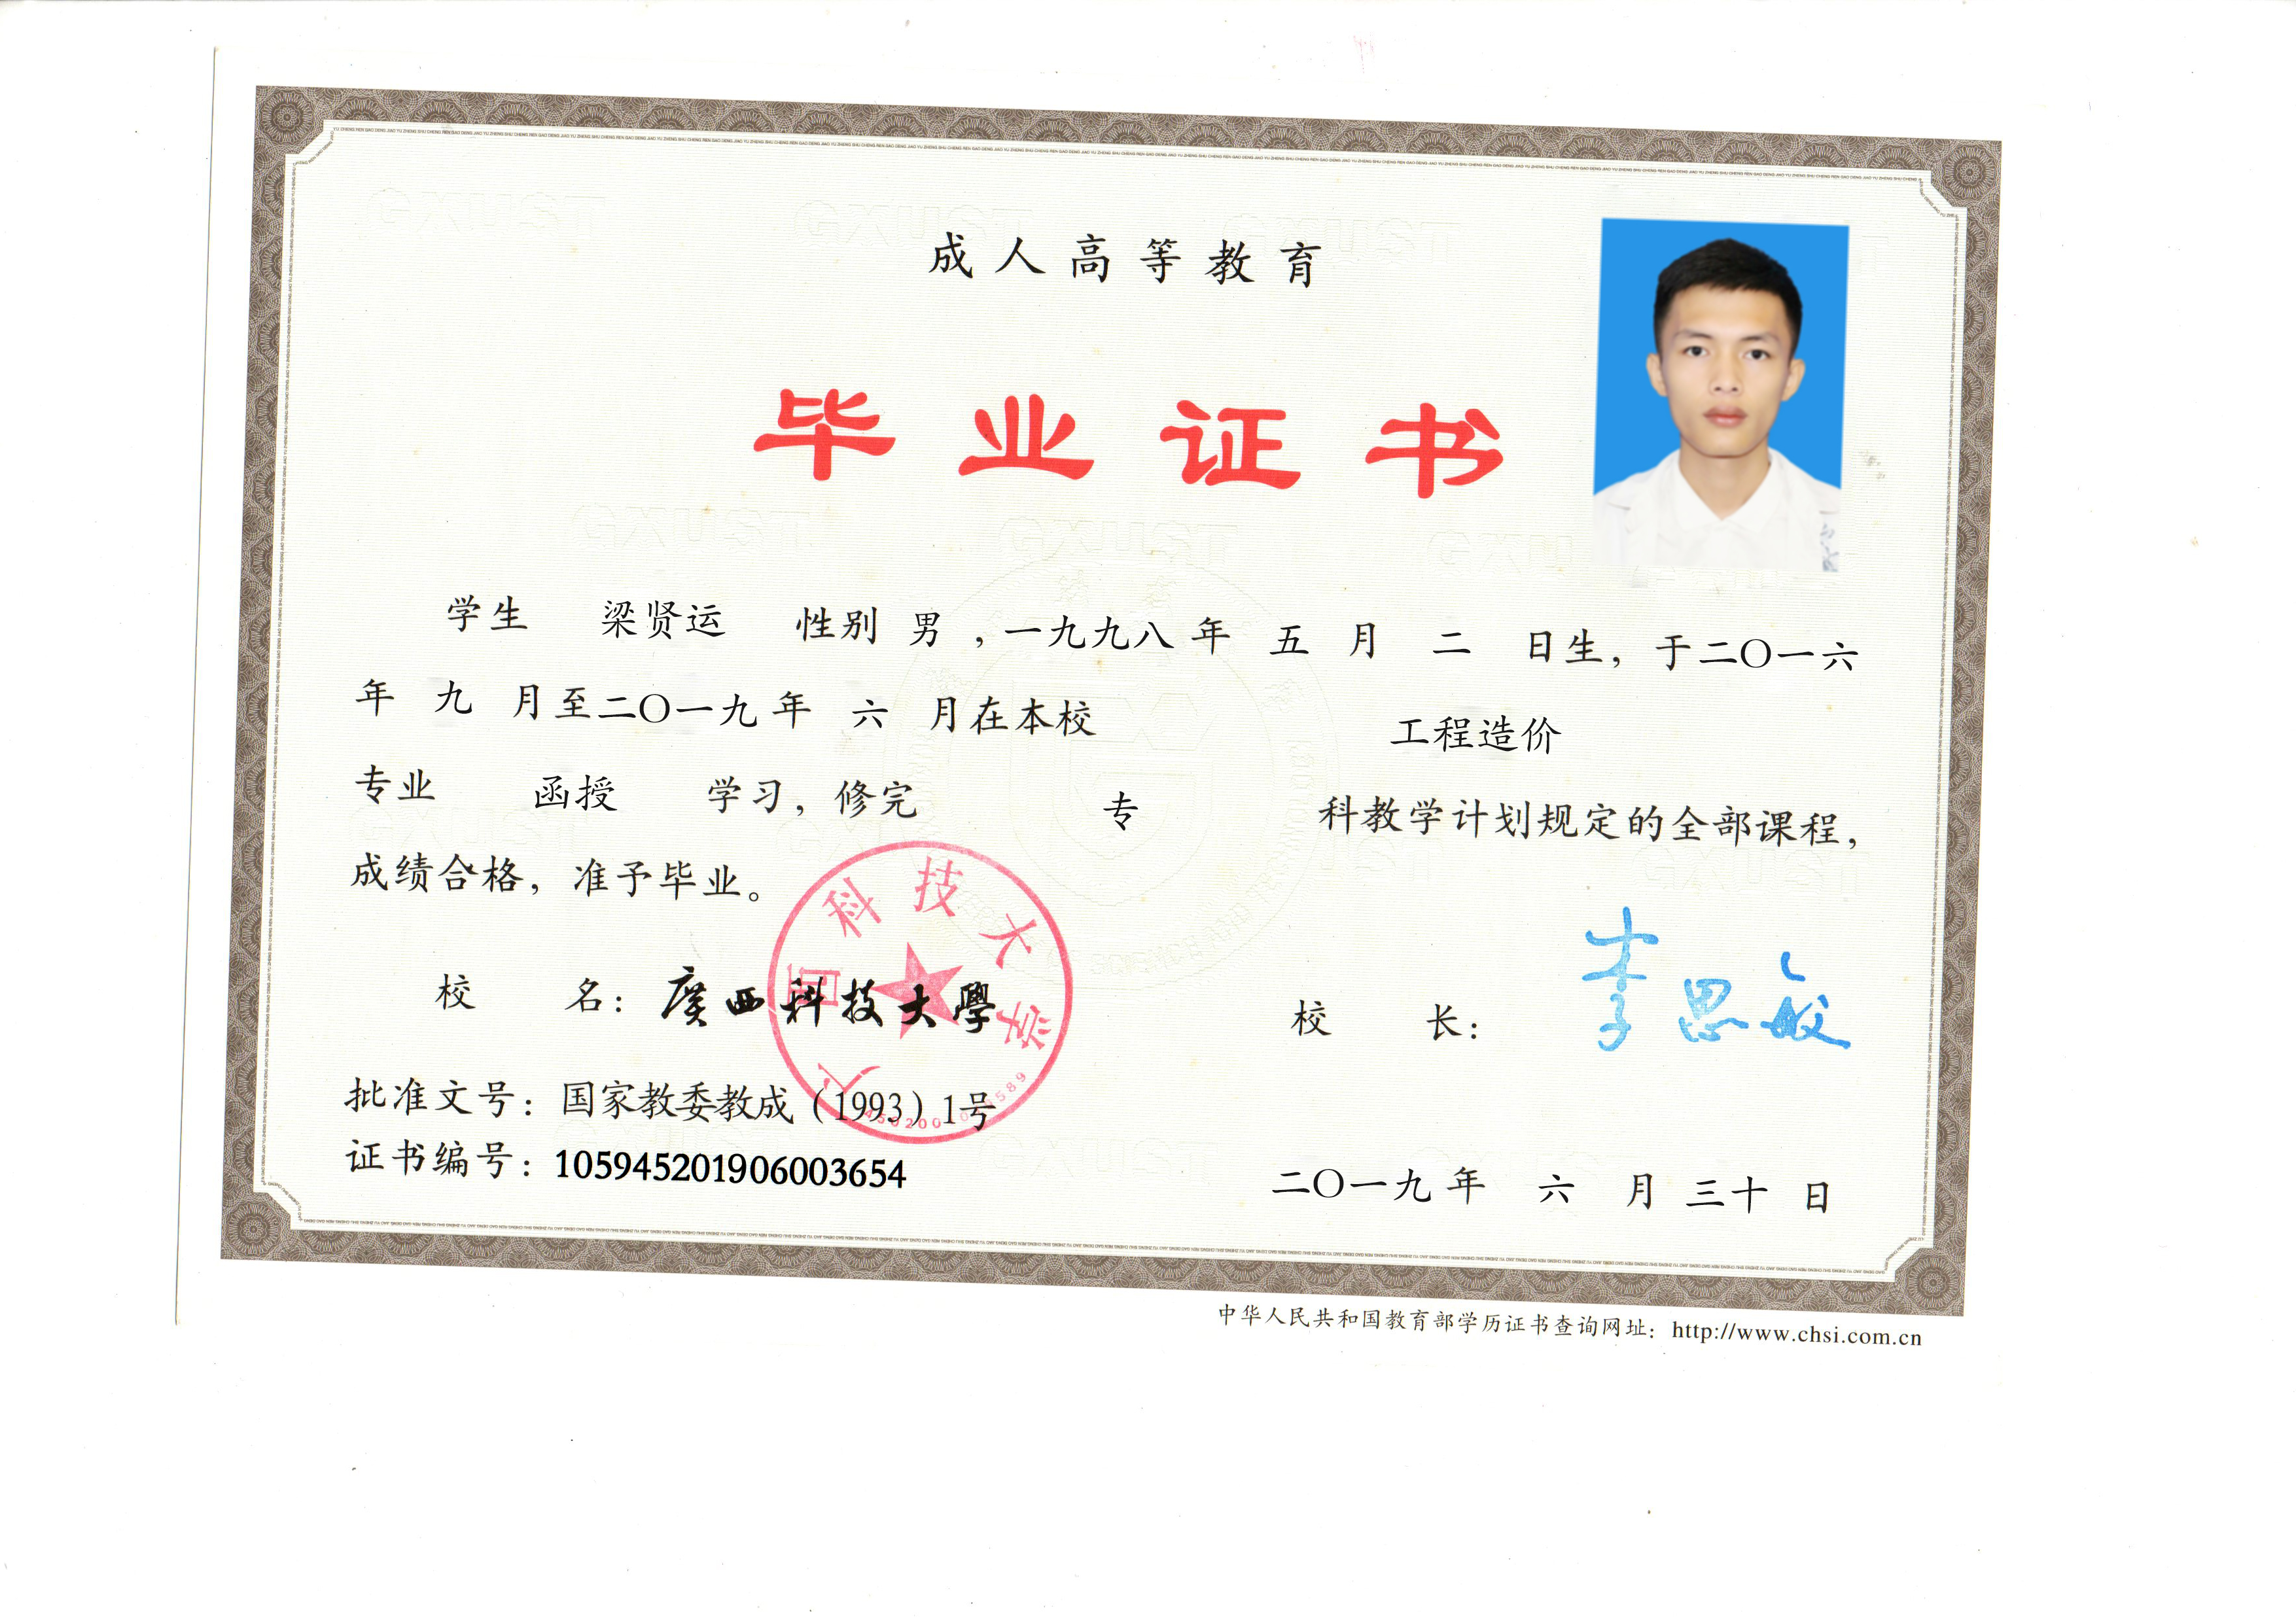 成人高等教育
毕业证书
学生 梁贤运 性别 男 ，一九九八 年 五 月 二 日生，于二〇一六
年 九 月至二〇一九 年 六 月在本校 工程造价
专业 函授 学习，修完 专 科教学计划规定的全部课程，
成绩合格，准予毕业。
校 名：廣西科技大學
校 长：李思敏
广西科技大学
批准文号：国家教委教成（1993）1号
证书编号：105945201906003654
二〇一九 年 六 月 三十 日
中华人民共和国教育部学历证书查询网址：http://www.chsi.com.cn